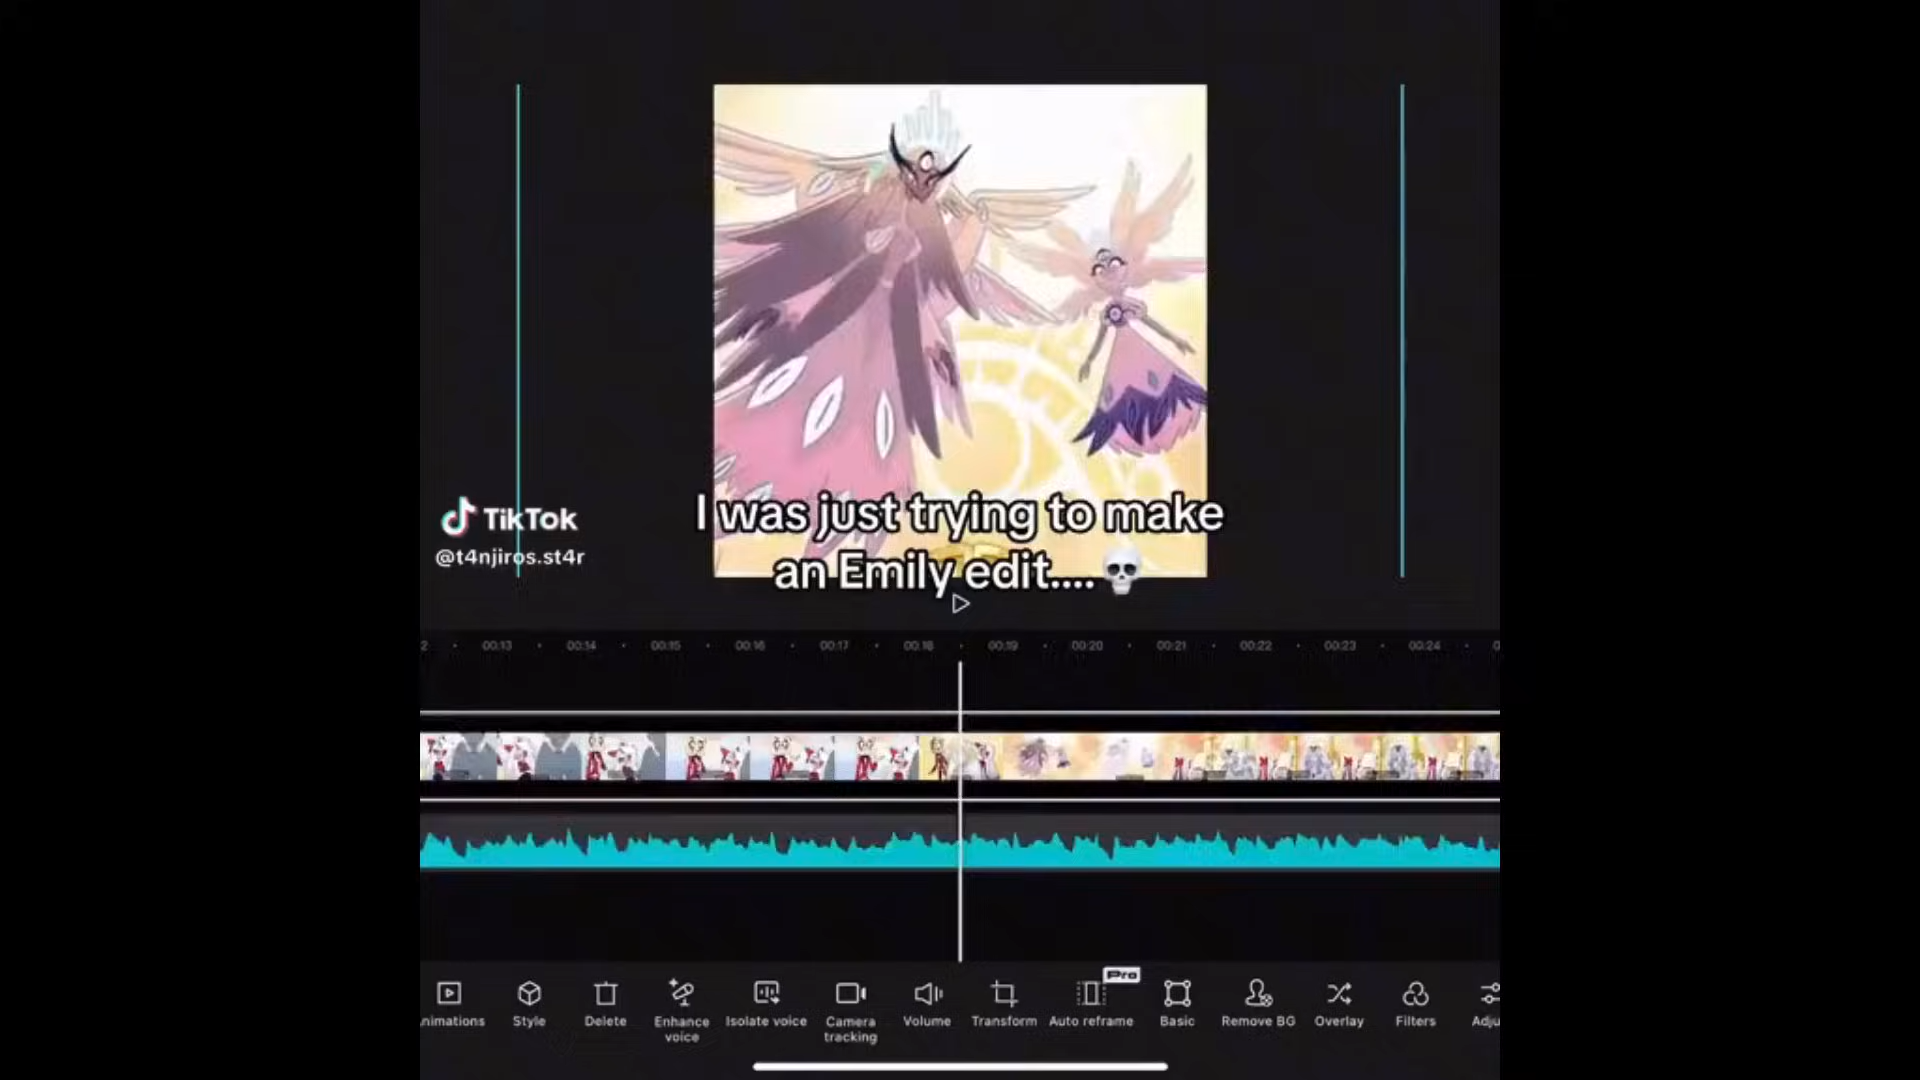 TikTok
@t4njiros.st4r
I was just trying to make
an Emily edit....💀
2 00:13 00:14 00:15 00:16 00:17 00:18 00:19 00:20 00:21 00:22 00:23 00:24 0
Pro
nimations Style Delete Enhance voice Isolate voice Camera tracking Volume Transform Auto reframe Basic Remove BG Overlay Filters Adju